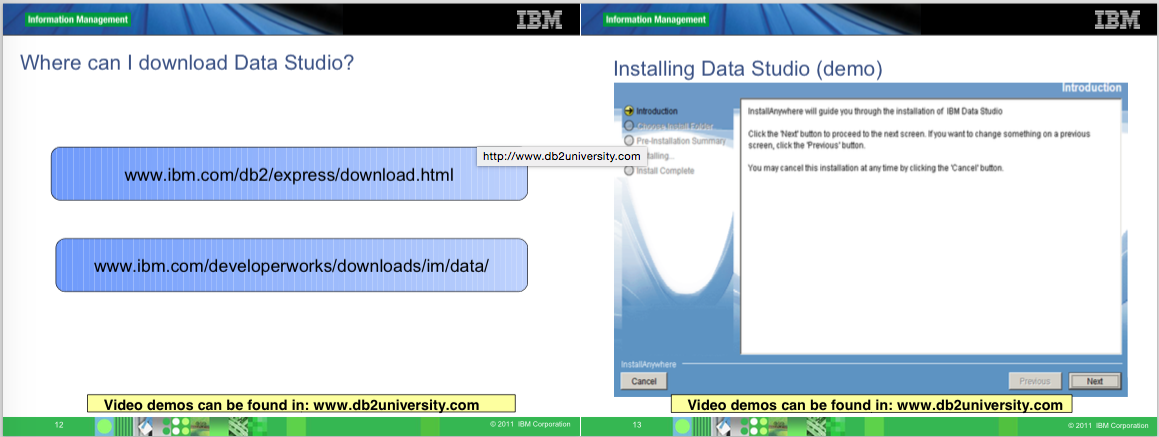 Information Management
IBM
Where can I download Data Studio?
www.ibm.com/db2/express/download.html
www.ibm.com/developerworks/downloads/im/data/
Video demos can be found in: www.db2university.com
12
© 2011 IBM Corporation
http://www.db2university.com
Information Management
IBM
Installing Data Studio (demo)
Introduction
Introduction
Choose Install Folder
Pre-Installation Summary
alling...
Install Complete
InstallAnywhere will guide you through the installation of IBM Data Studio
Click the 'Next' button to proceed to the next screen. If you want to change something on a previous
screen, click the 'Previous' button.
You may cancel this installation at any time by clicking the 'Cancel' button.
InstallAnywhere
Cancel
Previous
Next
Video demos can be found in: www.db2university.com
13
© 2011 IBM Corporation